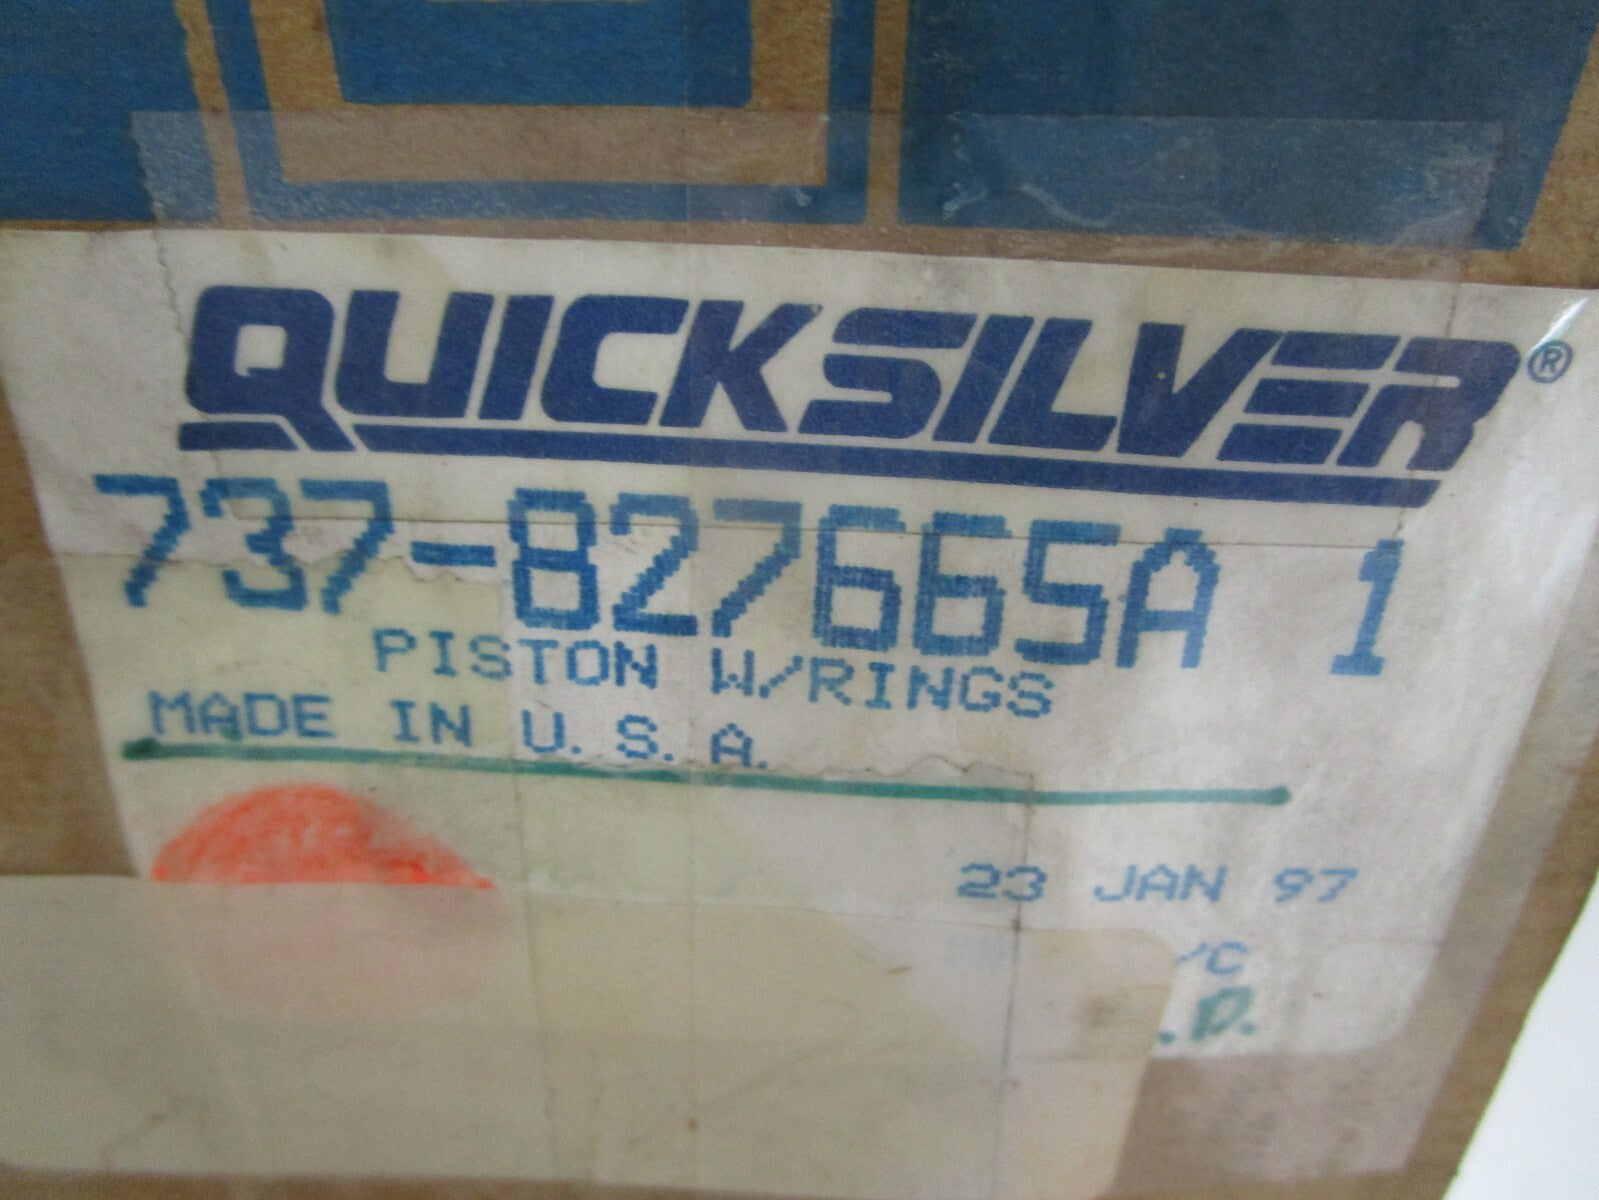 QUICKSILVER®
737-827665A 1
PISTON W/RINGS
MADE IN U.S.A.
23 JAN 97
/C
.D.